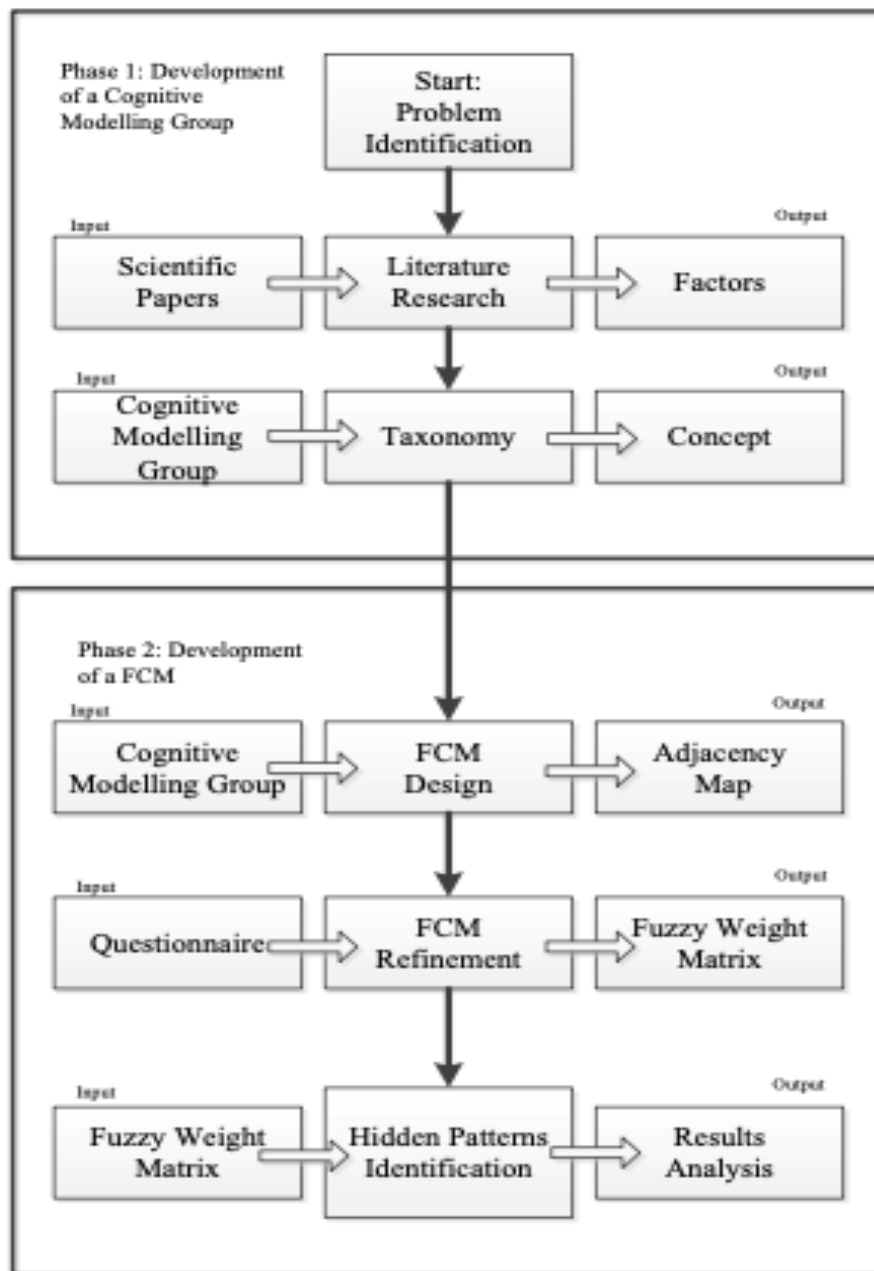 Phase 1: Development
of a Cognitive
Modelling Group
Start:
Problem
Identification
Input
Output
Scientific
Papers
Literature
Research
Factors
Input
Output
Cognitive
Modelling
Group
Taxonomy
Concept
Phase 2: Development
of a FCM
Input
Output
Cognitive
Modelling Group
FCM
Design
Adjacency
Map
Input
Output
Questionnaire
FCM
Refinement
Fuzzy Weight
Matrix
Input
Output
Fuzzy Weight
Matrix
Hidden Patterns
Identification
Results
Analysis